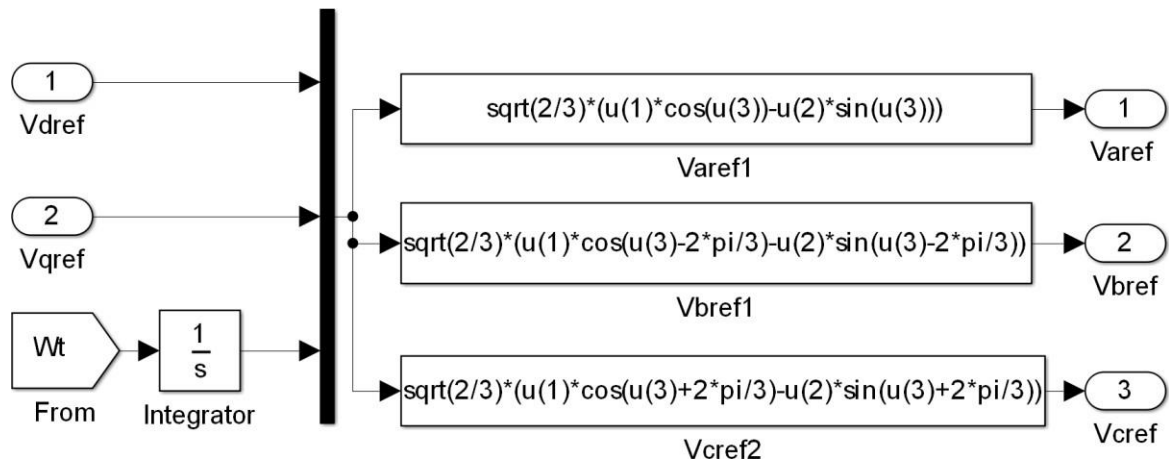 1
Vdref
2
Vqref
Wt
From
1
s
Integrator
sqrt(2/3)*(u(1)*cos(u(3))-u(2)*sin(u(3)))
Varef1
sqrt(2/3)*(u(1)*cos(u(3)-2*pi/3)-u(2)*sin(u(3)-2*pi/3))
Vbref1
sqrt(2/3)*(u(1)*cos(u(3)+2*pi/3)-u(2)*sin(u(3)+2*pi/3))
Vcref2
1
Varef
2
Vbref
3
Vcref